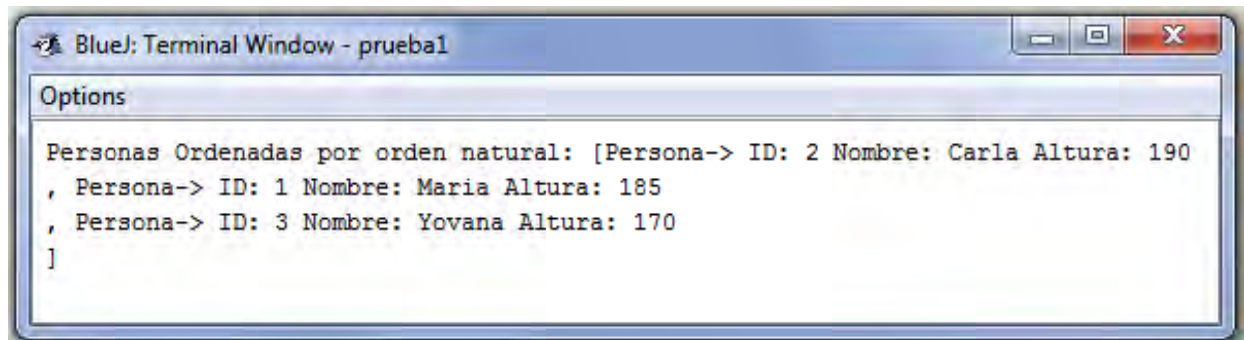 BlueJ: Terminal Window - prueba1
Options
Personas Ordenadas por orden natural: [Persona-> ID: 2 Nombre: Carla Altura: 190
, Persona-> ID: 1 Nombre: Maria Altura: 185
, Persona-> ID: 3 Nombre: Yovana Altura: 170
]